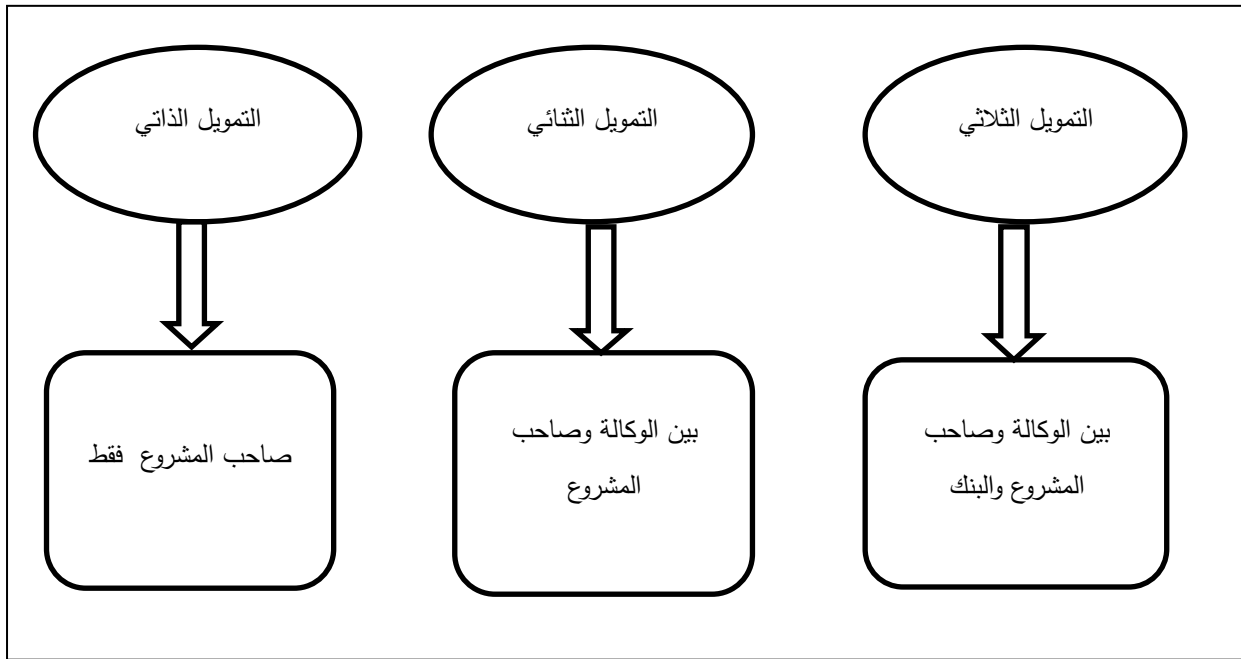 التمويل الثلاثي
التمويل الثنائي
التمويل الذاتي
بين الوكالة وصاحب
المشروع والبنك
بين الوكالة وصاحب
المشروع
صاحب المشروع فقط